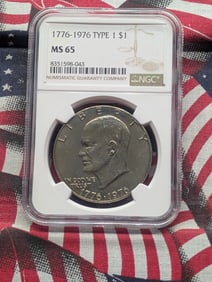 1776-1976 TYPE 1 $1
MS 65
8351598-043
NGC
NUMISMATIC GUARANTY COMPANY
LIBERTY
IN GOD WE
TRUST
1776-1976